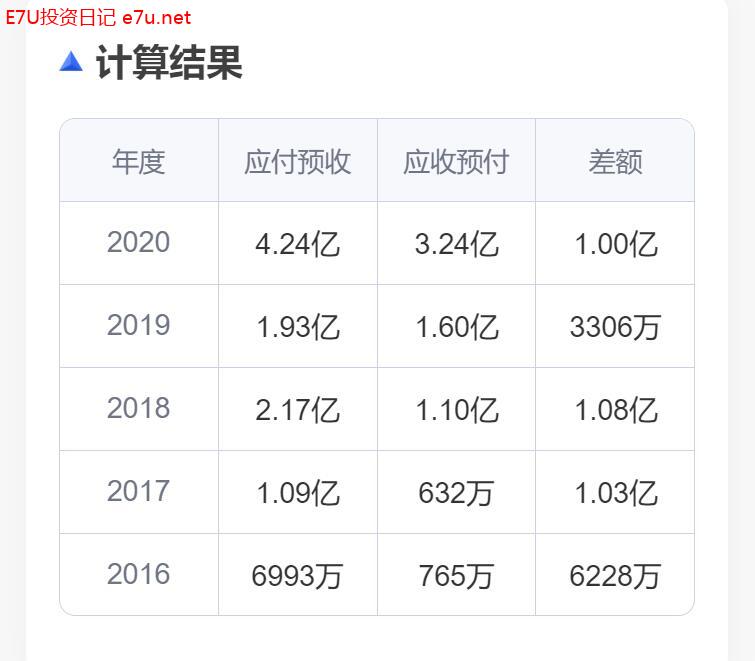 E7U投资日记 e7u.net
计算结果
年度 应付预收 应收预付 差额
2020 4.24亿 3.24亿 1.00亿
2019 1.93亿 1.60亿 3306万
2018 2.17亿 1.10亿 1.08亿
2017 1.09亿 632万 1.03亿
2016 6993万 765万 6228万